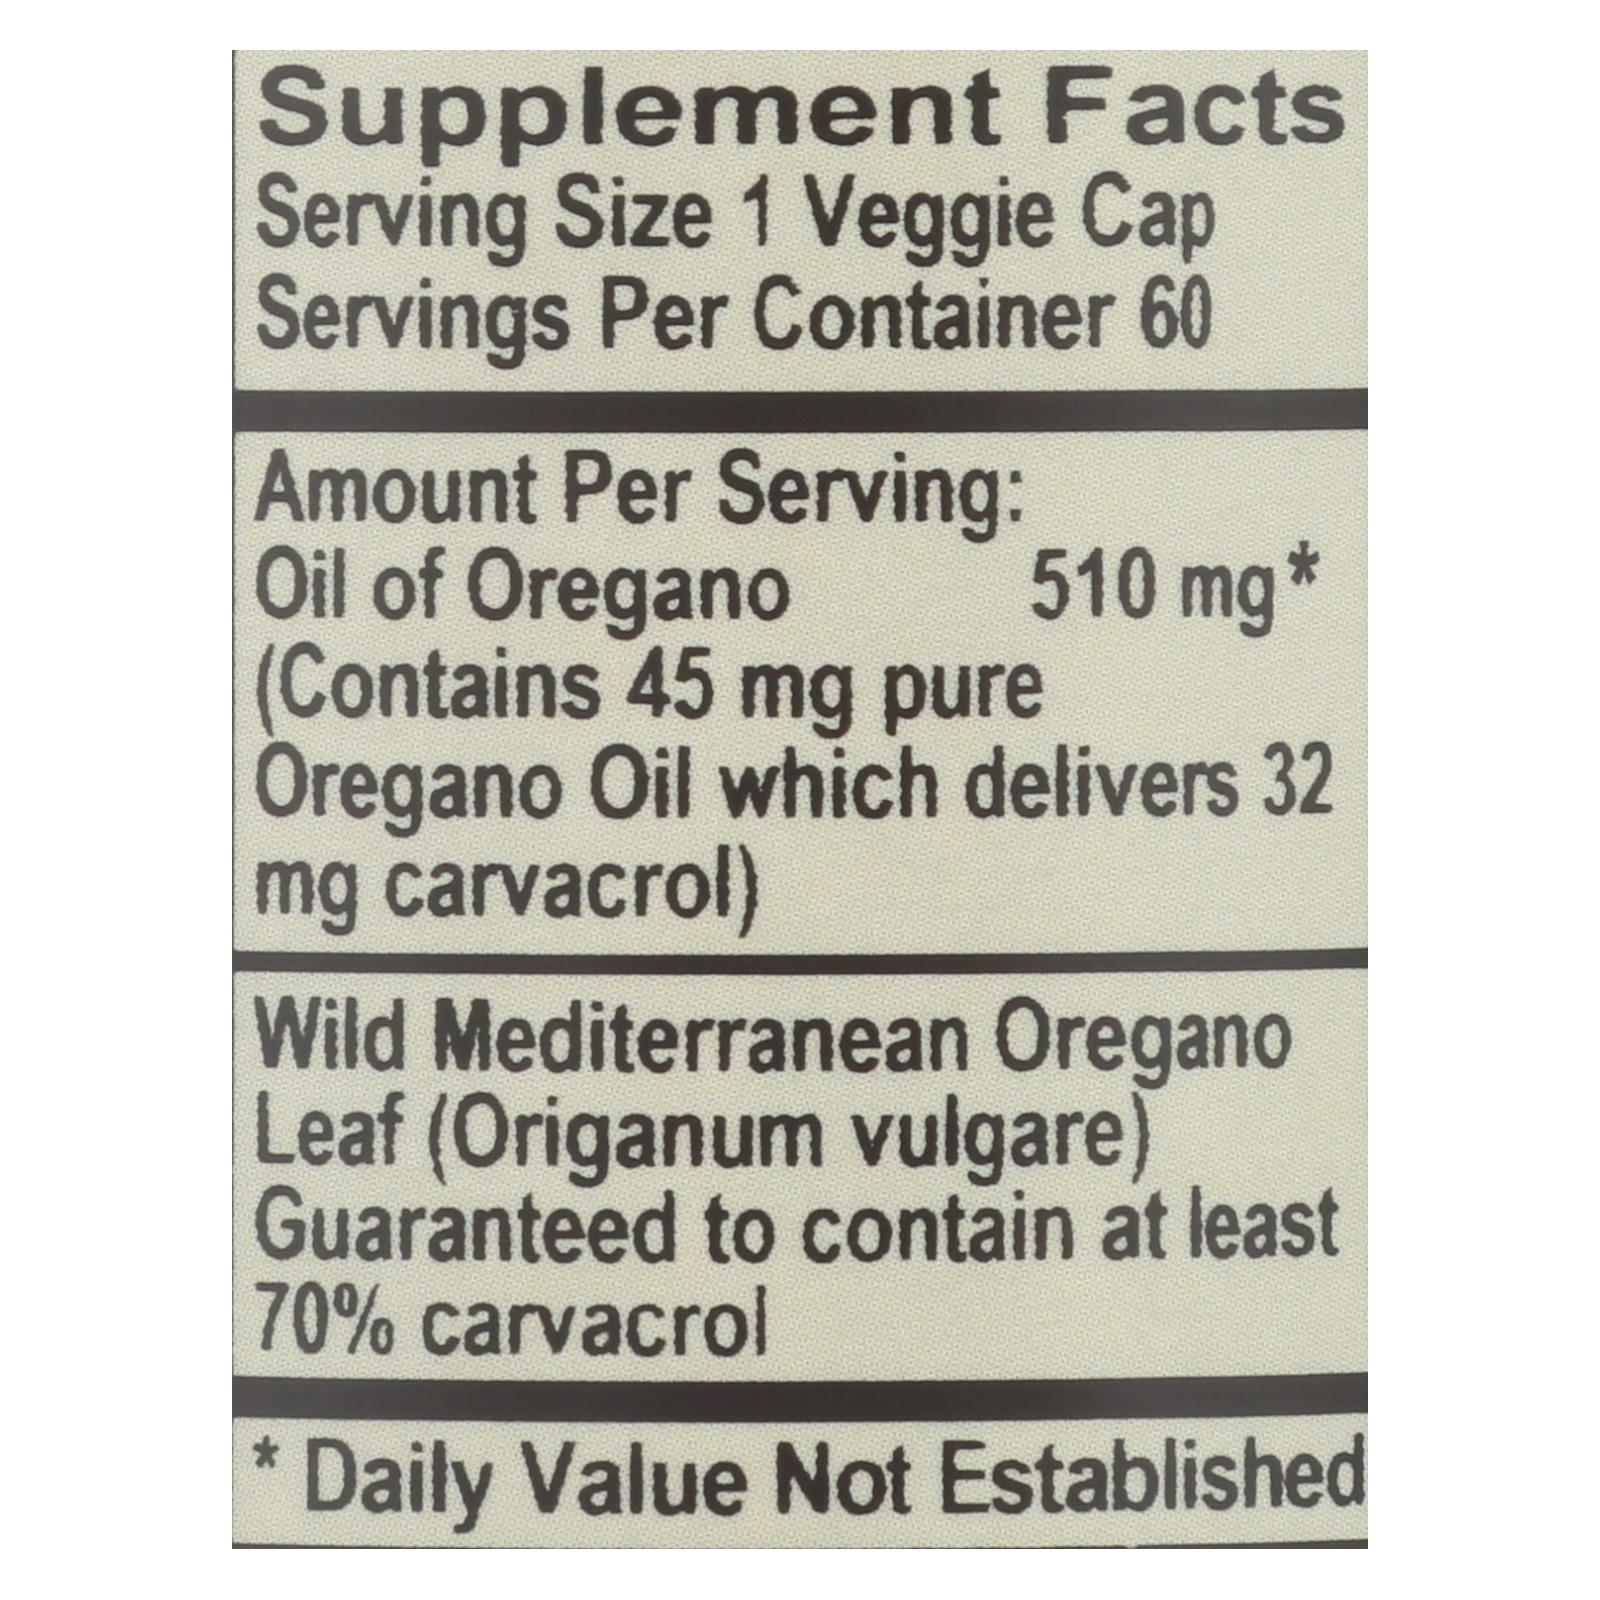 Supplement Facts
Serving Size 1 Veggie Cap
Servings Per Container 60
Amount Per Serving:
Oil of Oregano 510 mg*
(Contains 45 mg pure
Oregano Oil which delivers 32
mg carvacrol)
Wild Mediterranean Oregano
Leaf (Origanum vulgare)
Guaranteed to contain at least
70% carvacrol
* Daily Value Not Established